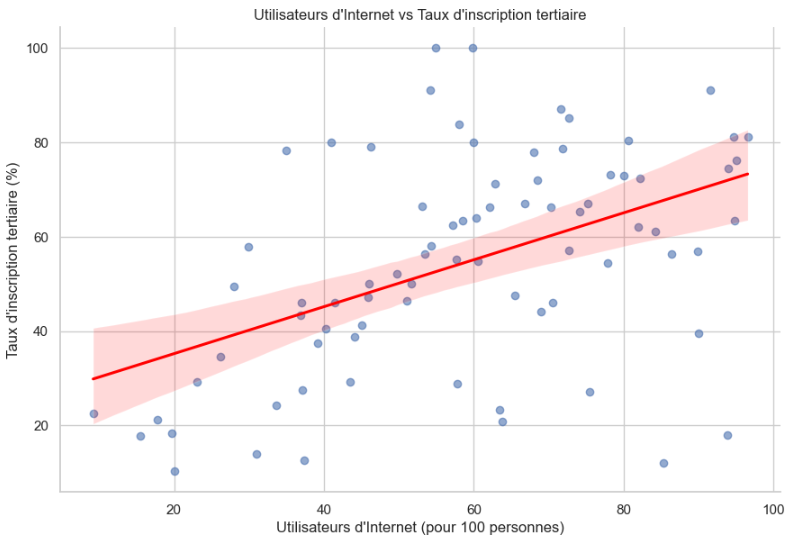 Utilisateurs d'Internet vs Taux d'inscription tertiaire
Taux d'inscription tertiaire (%)
100
80
60
40
20
20 40 60 80 100
Utilisateurs d'Internet (pour 100 personnes)